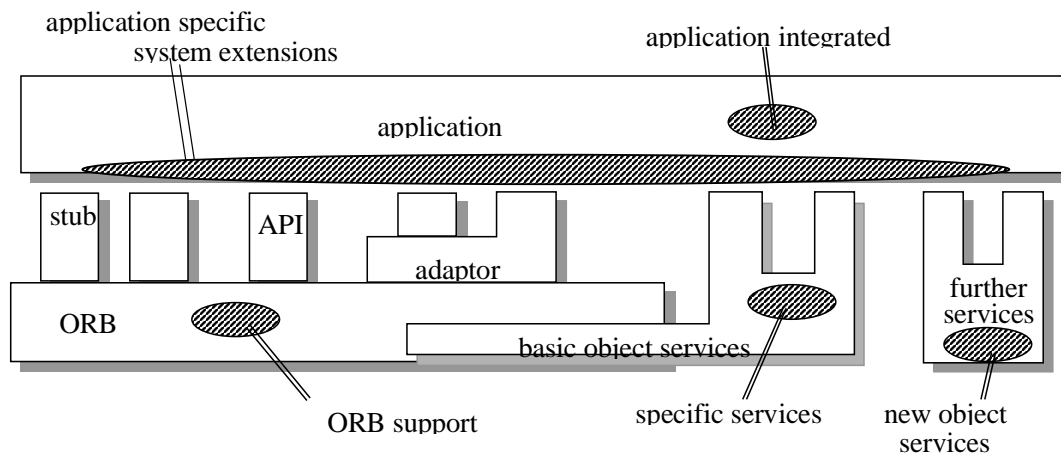 application specific
system extensions
application integrated
application
stub
API
adaptor
ORB
further
services
basic object services
ORB support
specific services
new object
services